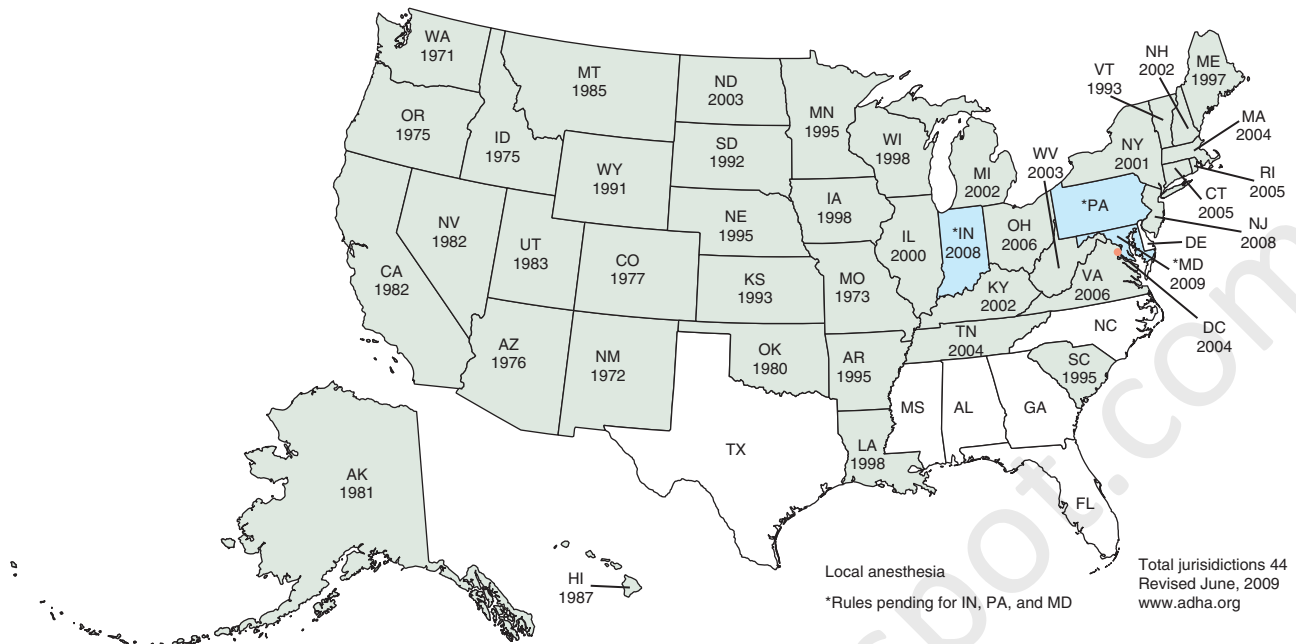 WA
1971
OR
1975
CA
1982
NV
1982
ID
1975
MT
1985
WY
1991
UT
1983
AZ
1976
CO
1977
NM
1972
ND
2003
SD
1992
NE
1995
KS
1993
OK
1980
TX
MN
1995
IA
1998
MO
1973
AR
1995
LA
1998
WI
1998
IL
2000
MI
2002
*IN
2008
OH
2006
KY
2002
TN
2004
MS
AL
GA
FL
SC
1995
NC
VA
2006
WV
2003
*PA
NY
2001
VT
1993
NH
2002
ME
1997
MA
2004
RI
2005
CT
2005
NJ
2008
DE
*MD
2009
DC
2004
AK
1981
HI
1987
Local anesthesia
*Rules pending for IN, PA, and MD
Total jurisidictions 44
Revised June, 2009
www.adha.org
spot.com